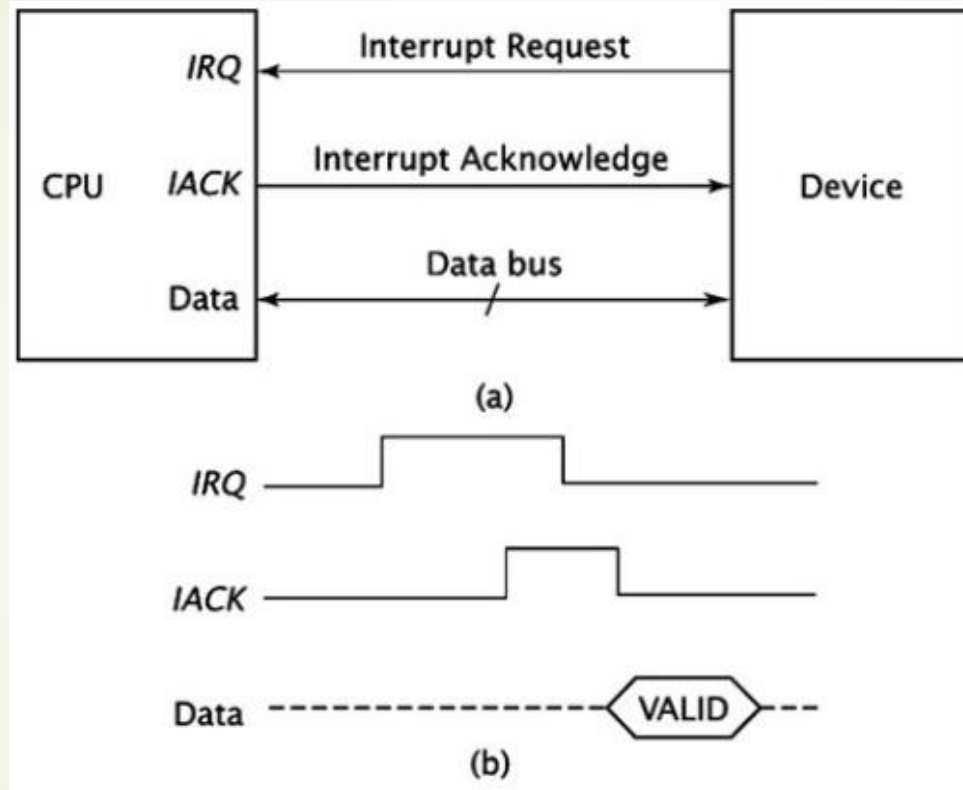 Interrupt Request
IRQ
Interrupt Acknowledge
CPU IACK Device
Data bus
Data
(a)
IRQ
IACK
Data VALID
(b)